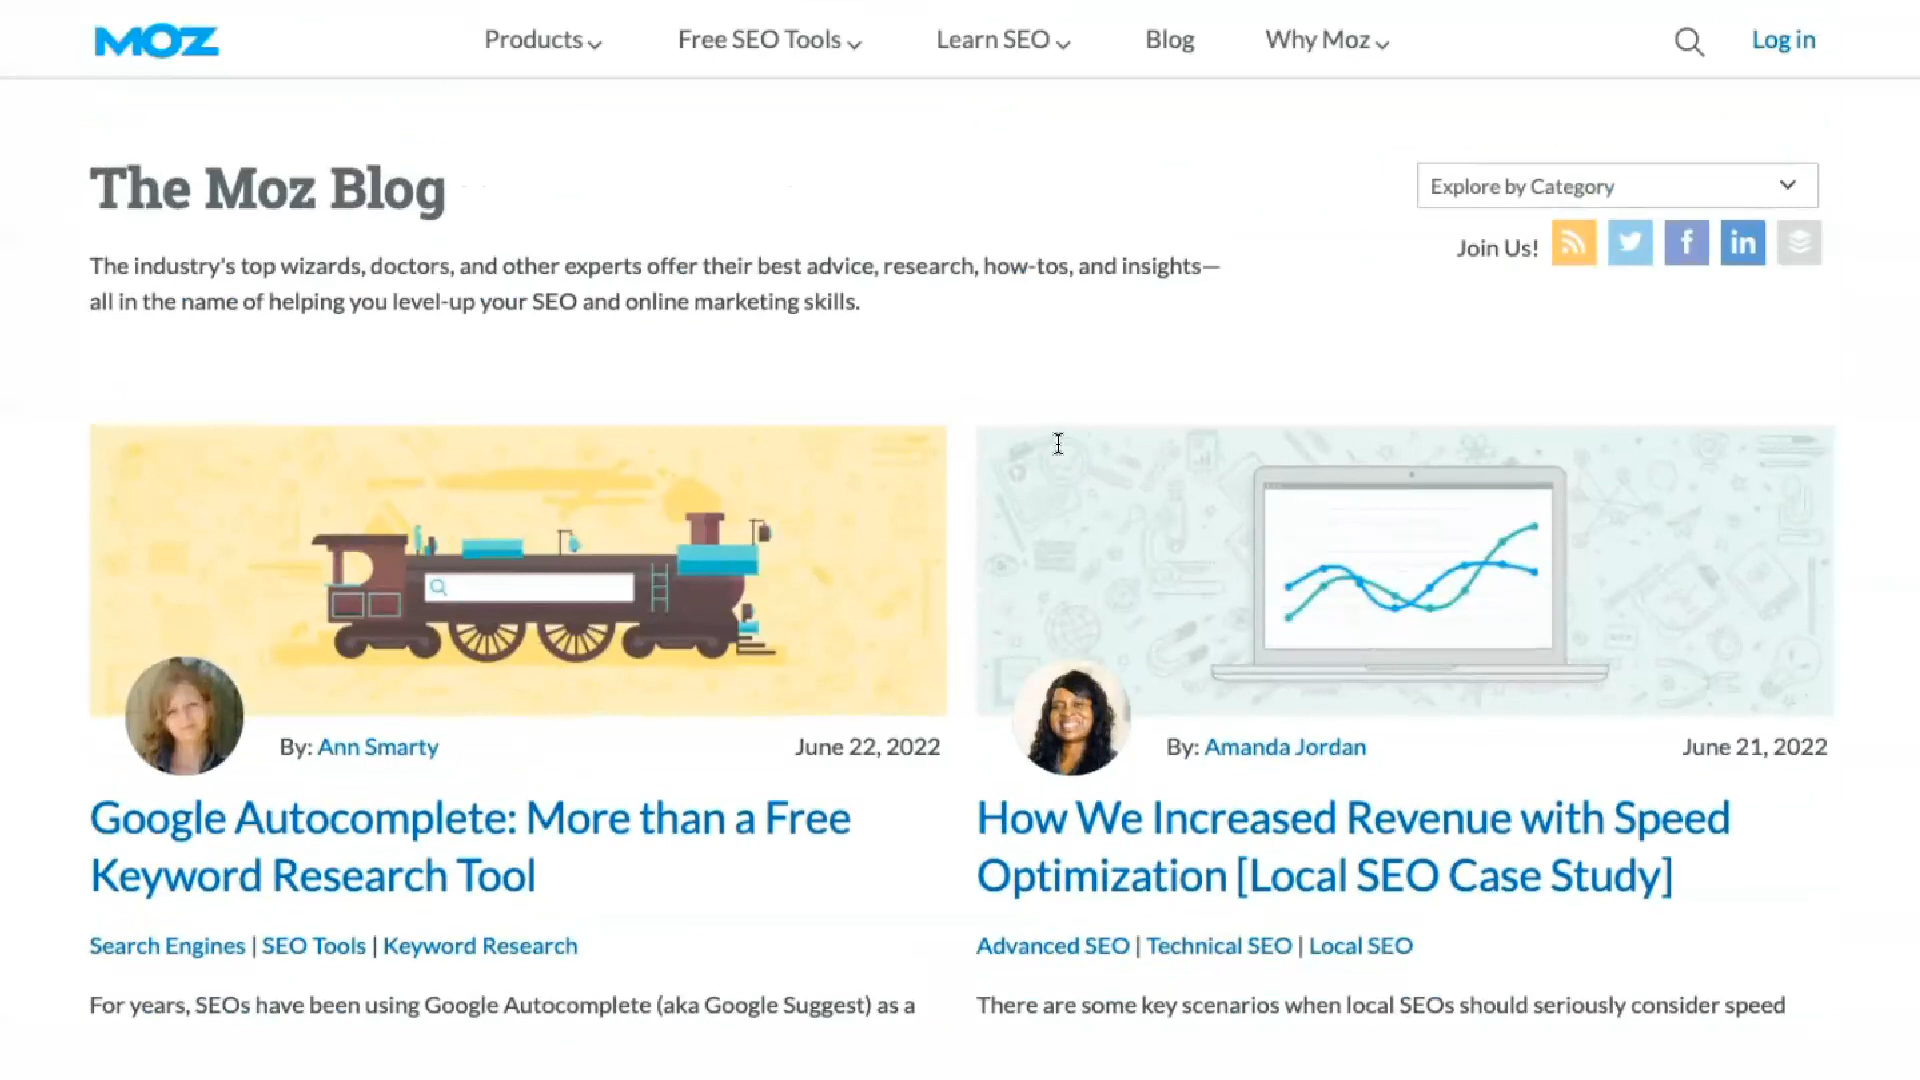 MOZ
Products
Free SEO Tools
Learn SEO
Blog
Why Moz
Log in
The Moz Blog
Explore by Category
Join Us!
The industry's top wizards, doctors, and other experts offer their best advice, research, how-tos, and insights—
all in the name of helping you level-up your SEO and online marketing skills.
By: Ann Smarty
June 22, 2022
Google Autocomplete: More than a Free
Keyword Research Tool
Search Engines | SEO Tools | Keyword Research
For years, SEOs have been using Google Autocomplete (aka Google Suggest) as a
By: Amanda Jordan
June 21, 2022
How We Increased Revenue with Speed
Optimization [Local SEO Case Study]
Advanced SEO | Technical SEO | Local SEO
There are some key scenarios when local SEOs should seriously consider speed